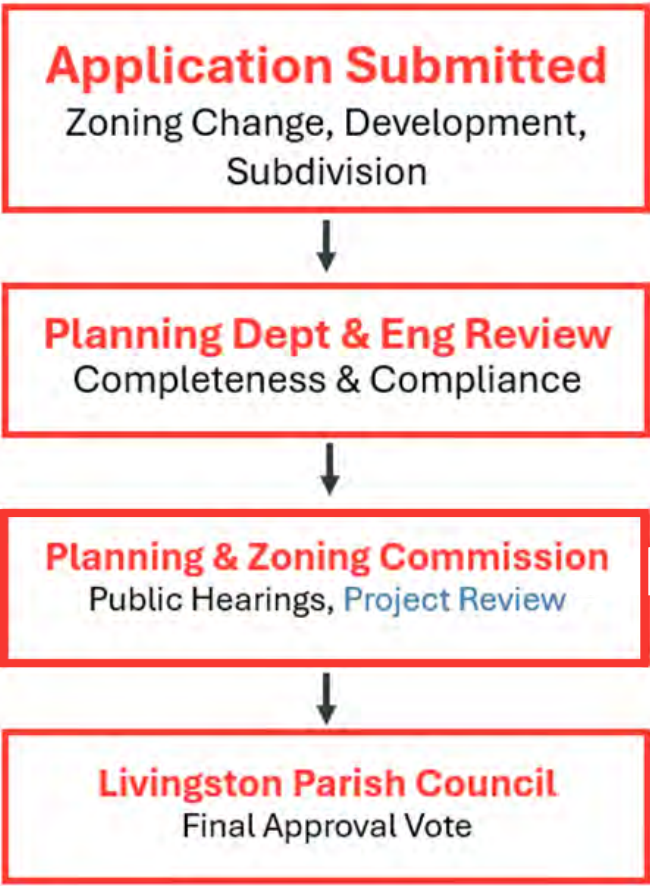 Application Submitted
Zoning Change, Development,
Subdivision
Planning Dept & Eng Review
Completeness & Compliance
Planning & Zoning Commission
Public Hearings, Project Review
Livingston Parish Council
Final Approval Vote